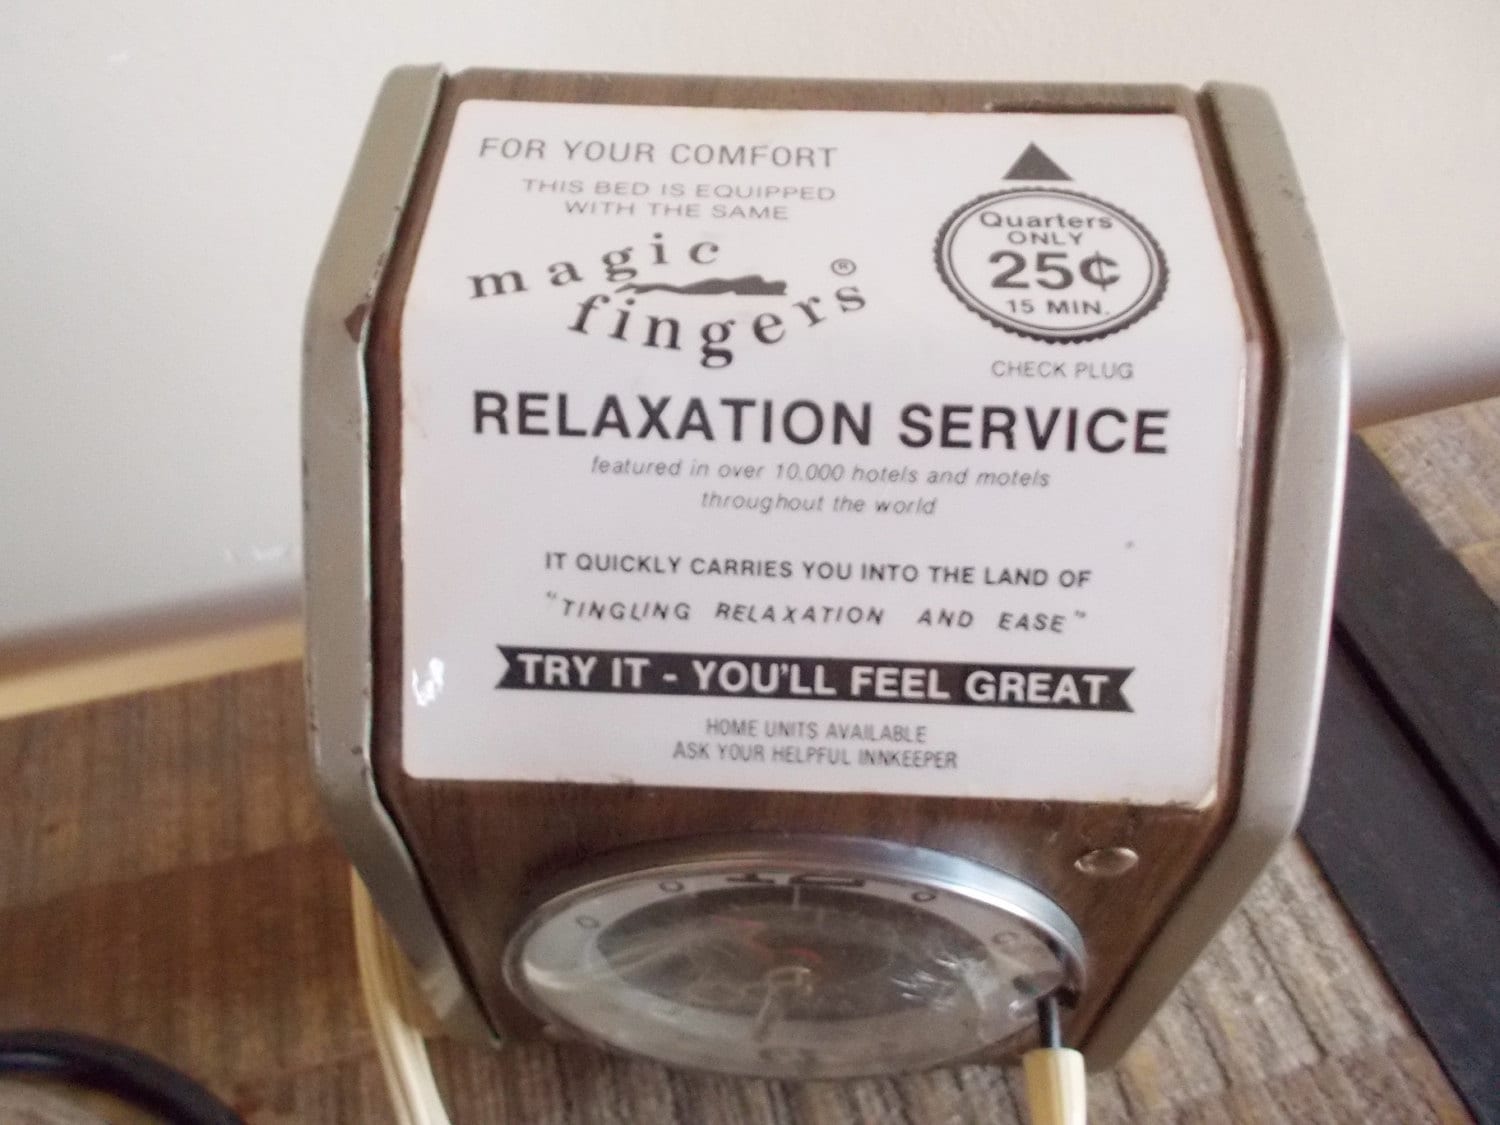 FOR YOUR COMFORT
THIS BED IS EQUIPPED
WITH THE SAME
magic
fingers®
Quarters
ONLY
25¢
15 MIN.
CHECK PLUG
RELAXATION SERVICE
featured in over 10,000 hotels and motels
throughout the world
IT QUICKLY CARRIES YOU INTO THE LAND OF
"TINGLING RELAXATION AND EASE"
TRY IT - YOU'LL FEEL GREAT
HOME UNITS AVAILABLE
ASK YOUR HELPFUL INNKEEPER
12